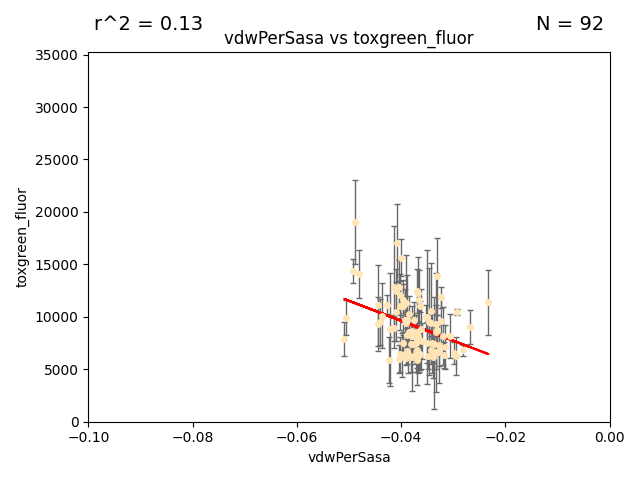 r^2 = 0.13
N = 92
vdwPerSasa vs toxgreen_fluor
35000
30000
25000
20000
15000
10000
5000
0
toxgreen_fluor
−0.10
−0.08
−0.06
−0.04
−0.02
0.00
vdwPerSasa